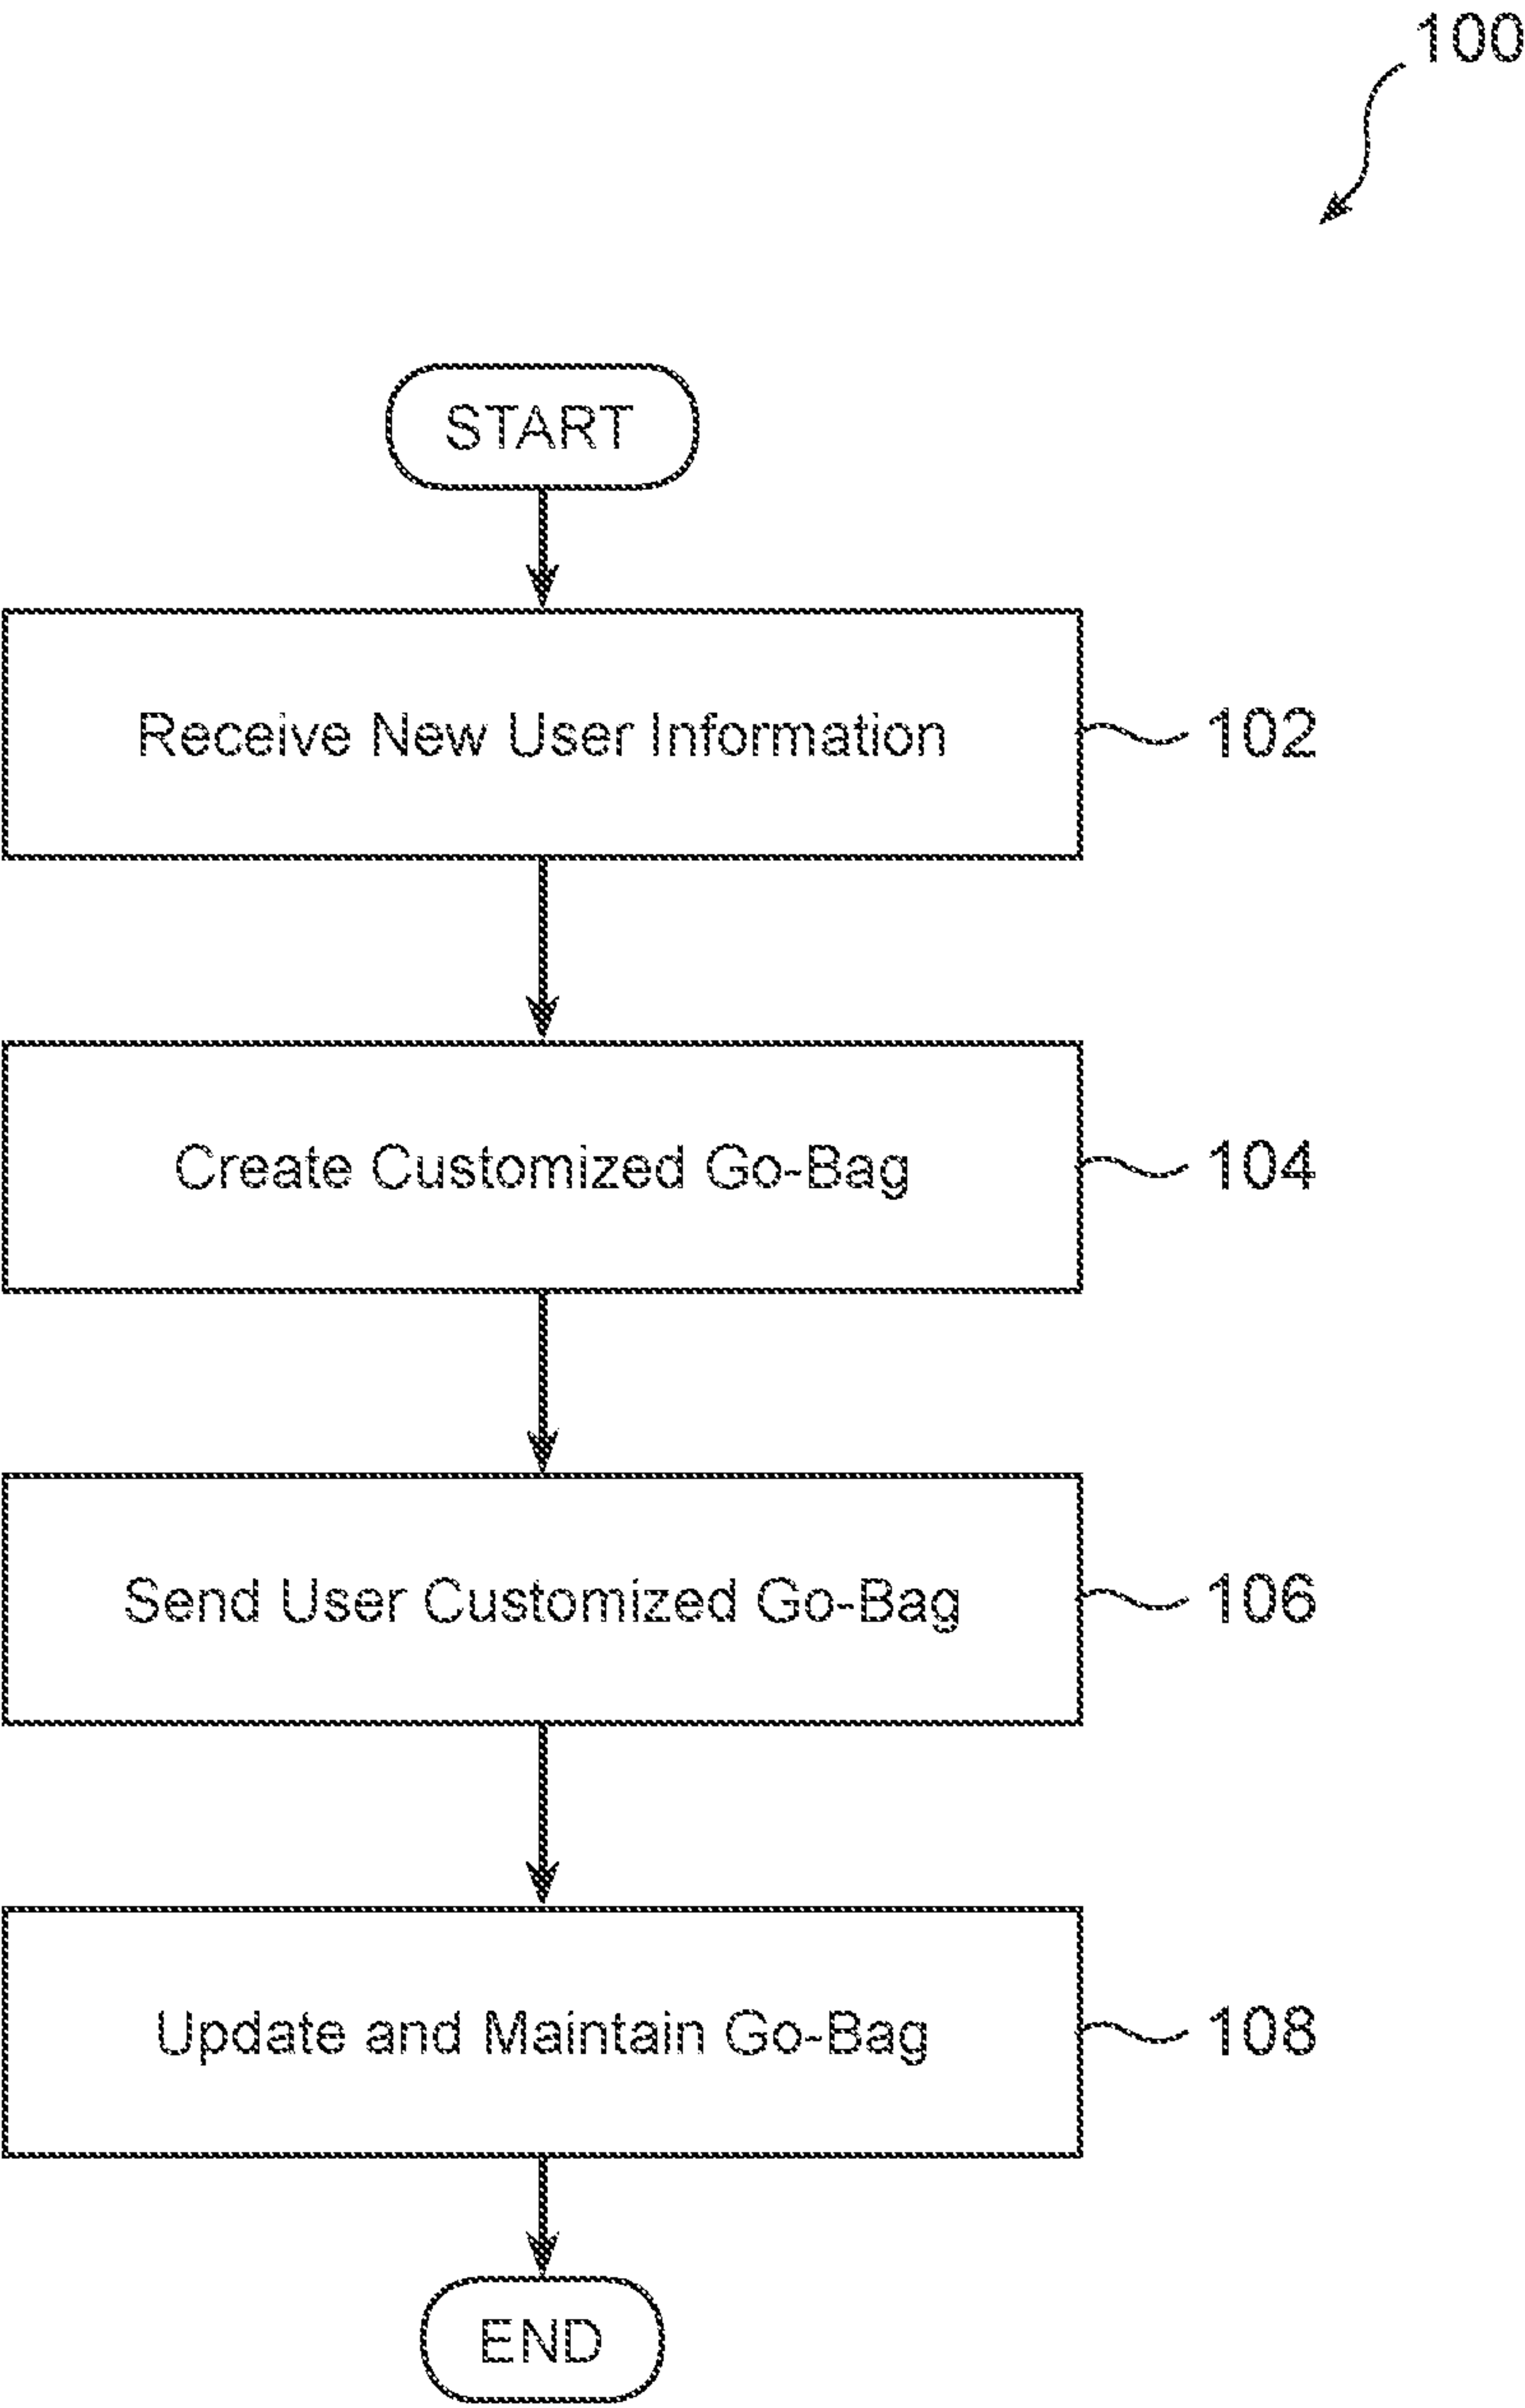 100
START
Receive New User Information
102
Create Customized Go-Bag
104
Send User Customized Go-Bag
106
Update and Maintain Go-Bag
108
END